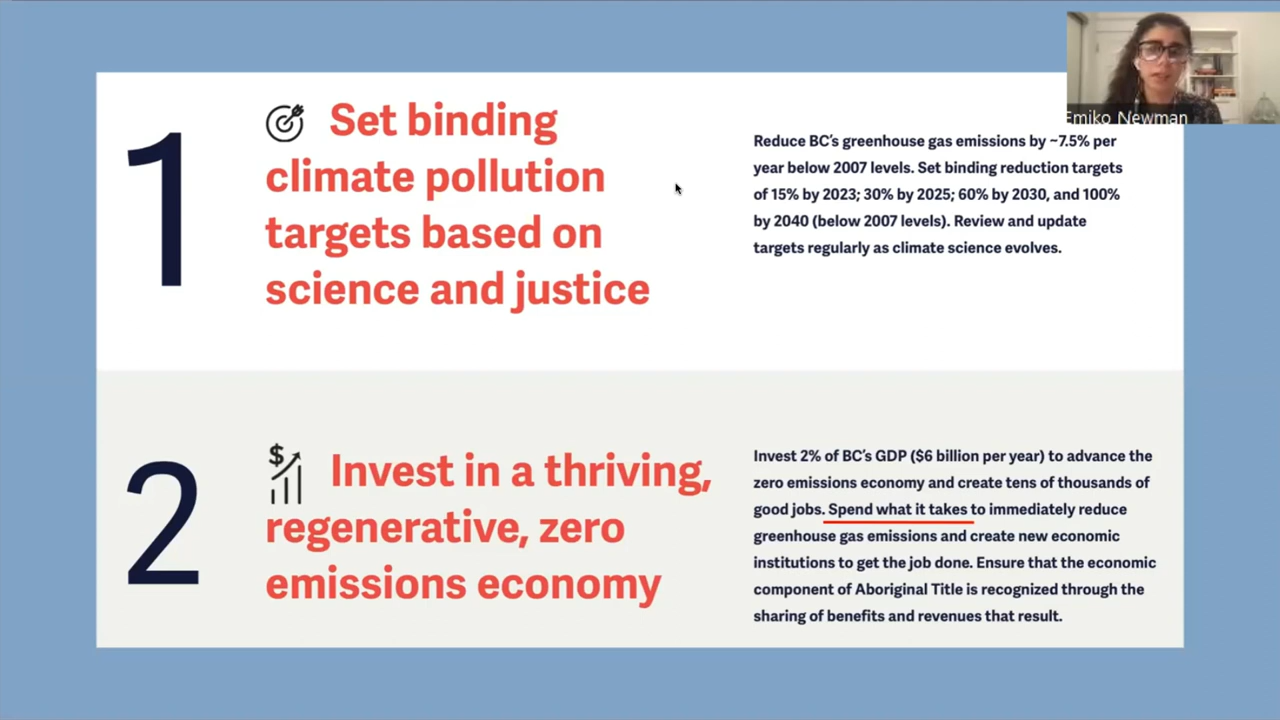 Emiko Newman
1
Set binding
climate pollution
targets based on
science and justice
Reduce BC's greenhouse gas emissions by ~7.5% per
year below 2007 levels. Set binding reduction targets
of 15% by 2023; 30% by 2025; 60% by 2030, and 100%
by 2040 (below 2007 levels). Review and update
targets regularly as climate science evolves.
2
$
Invest in a thriving,
regenerative, zero
emissions economy
Invest 2% of BC's GDP ($6 billion per year) to advance the
zero emissions economy and create tens of thousands of
good jobs. Spend what it takes to immediately reduce
greenhouse gas emissions and create new economic
institutions to get the job done. Ensure that the economic
component of Aboriginal Title is recognized through the
sharing of benefits and revenues that result.